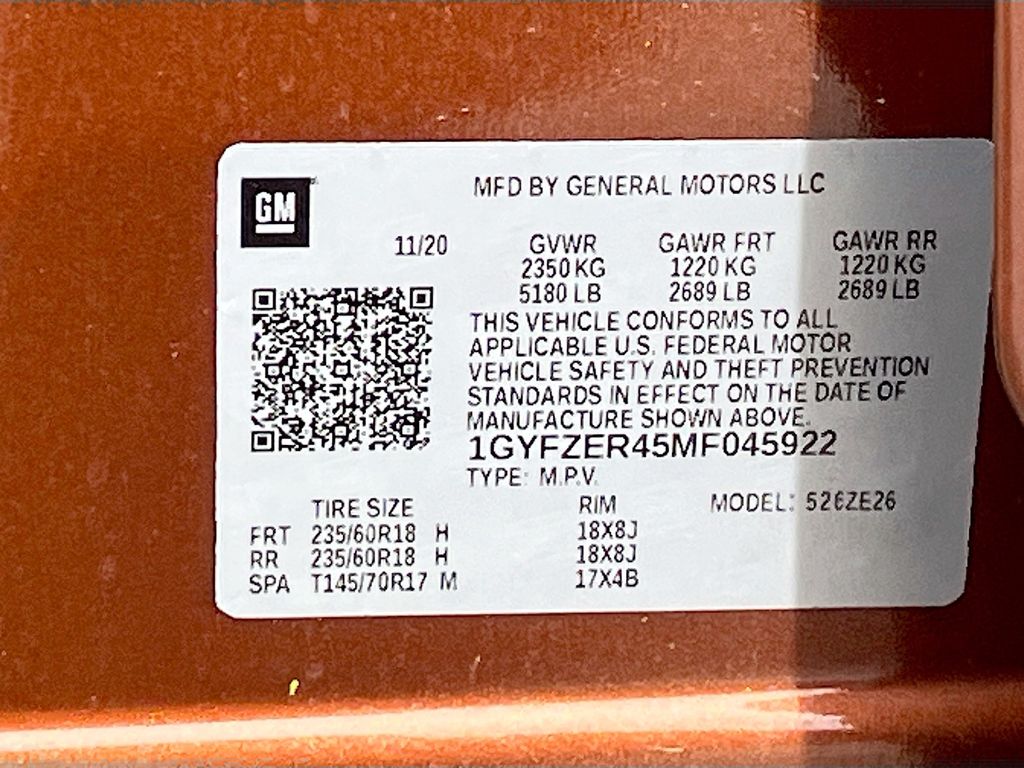 GM
MFD BY GENERAL MOTORS LLC
11/20 GVWR GAWR FRT GAWR RR
2350 KG 1220 KG 1220 KG
5180 LB 2689 LB 2689 LB
THIS VEHICLE CONFORMS TO ALL
APPLICABLE U.S. FEDERAL MOTOR
VEHICLE SAFETY AND THEFT PREVENTION
STANDARDS IN EFFECT ON THE DATE OF
MANUFACTURE SHOWN ABOVE.
1GYFZER45MF045922
TYPE: M.P.V.
TIRE SIZE RIM MODEL: 526ZE26
FRT 235/60R18 H 18X8J
RR 235/60R18 H 18X8J
SPA T145/70R17 M 17X4B